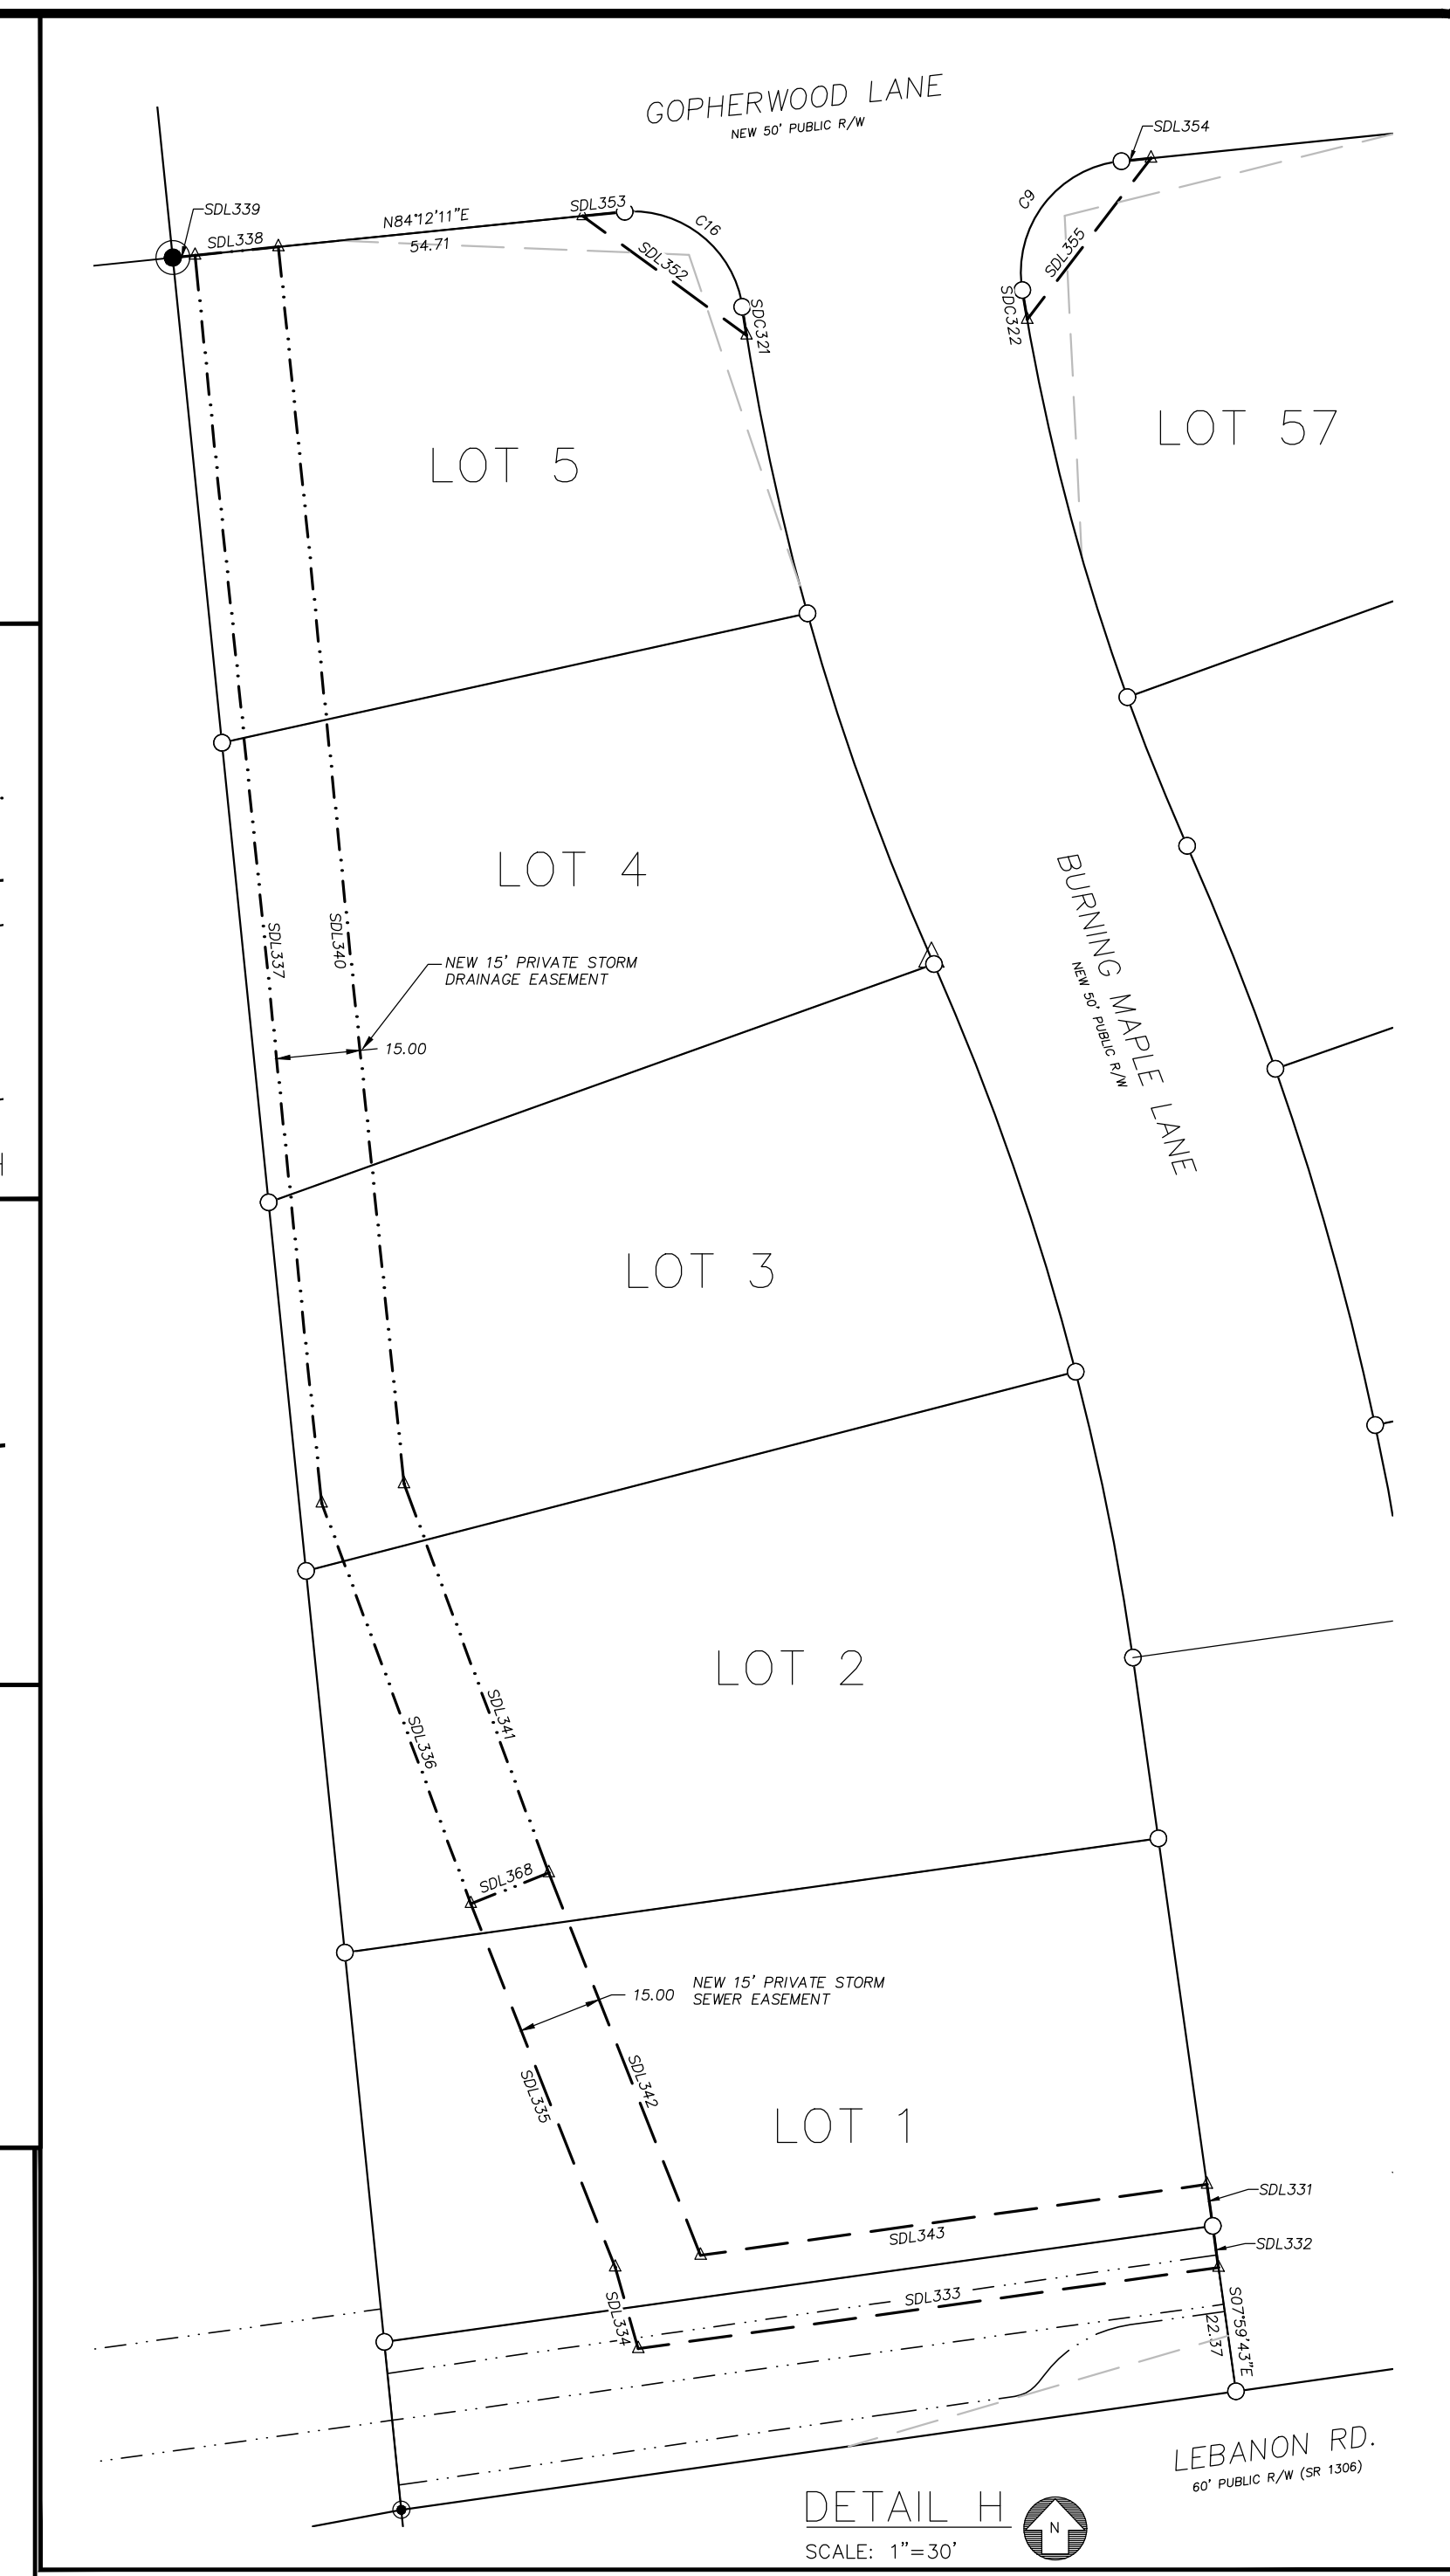 GOPHERWOOD LANE
NEW 50' PUBLIC R/W
SDL354
SDL339
SDL338
N84°12'11"E
54.71
SDL353
C16
C9
SDL352
SDL355
SDC321
SDC322
LOT 5
LOT 57
LOT 4
BURNING MAPLE LANE
NEW 50' PUBLIC R/W
SDL337
SDL340
NEW 15' PRIVATE STORM
DRAINAGE EASEMENT
15.00
LOT 3
LOT 2
SDL341
SDL336
SDL368
15.00
NEW 15' PRIVATE STORM
SEWER EASEMENT
SDL342
SDL335
LOT 1
SDL331
SDL343
SDL332
SDL333
SDL334
S07°59'43"E
22.37
LEBANON RD.
60' PUBLIC R/W (SR 1306)
DETAIL H
N
SCALE: 1"=30'